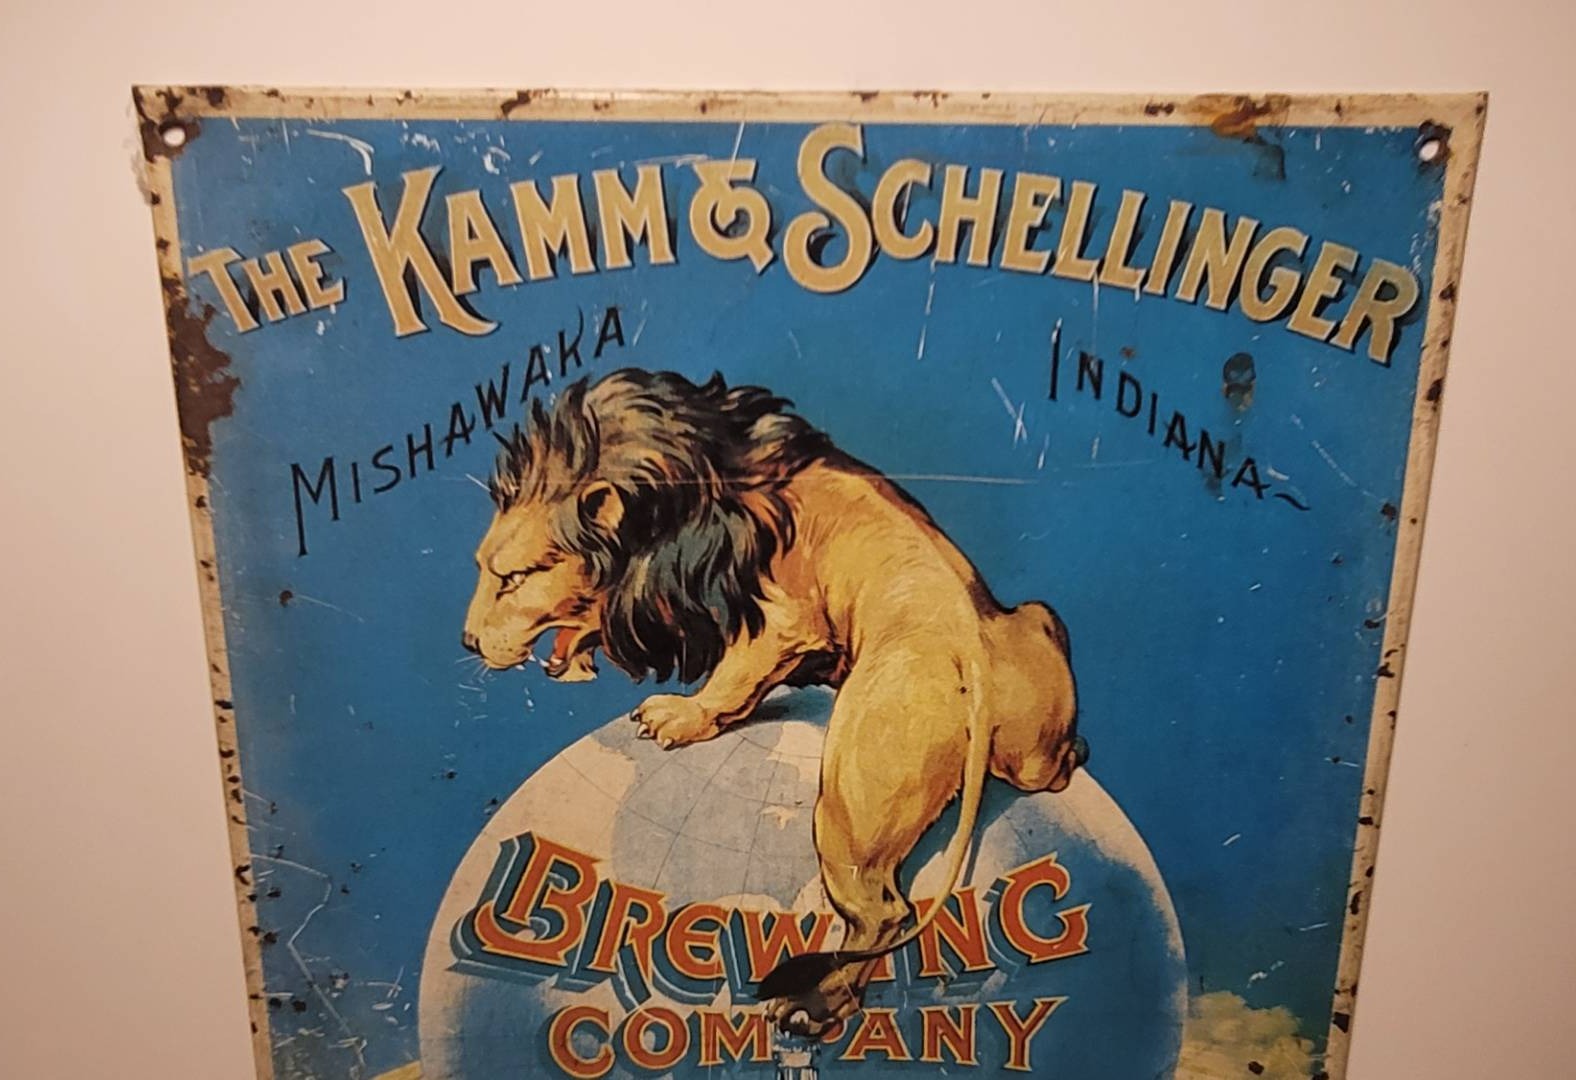 THE KAMM & SCHELLINGER
MISHAWAKA INDIANA
BREWING
COMPANY